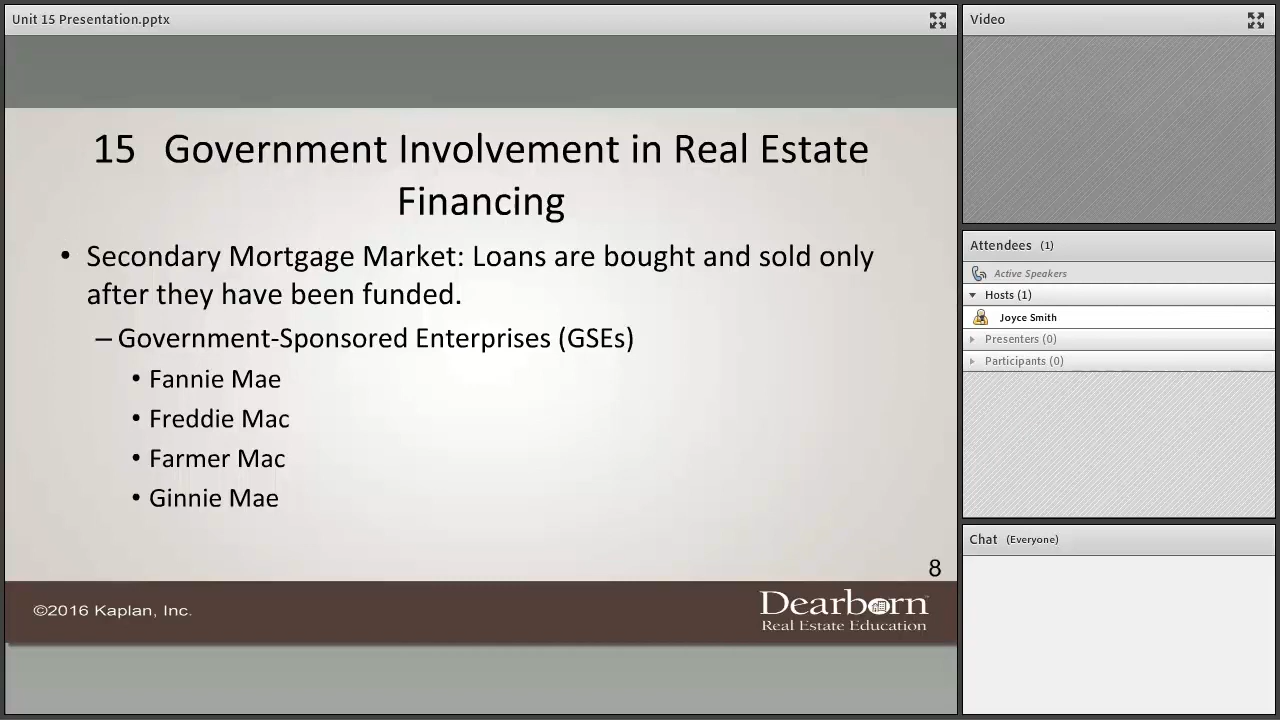 Unit 15 Presentation.pptx
15 Government Involvement in Real Estate
Financing
• Secondary Mortgage Market: Loans are bought and sold only
after they have been funded.
– Government-Sponsored Enterprises (GSEs)
• Fannie Mae
• Freddie Mac
• Farmer Mac
• Ginnie Mae
8
©2016 Kaplan, Inc.
Dearborn™
Real Estate Education
Video
Attendees (1)
Active Speakers
Hosts (1)
Joyce Smith
Presenters (0)
Participants (0)
Chat (Everyone)